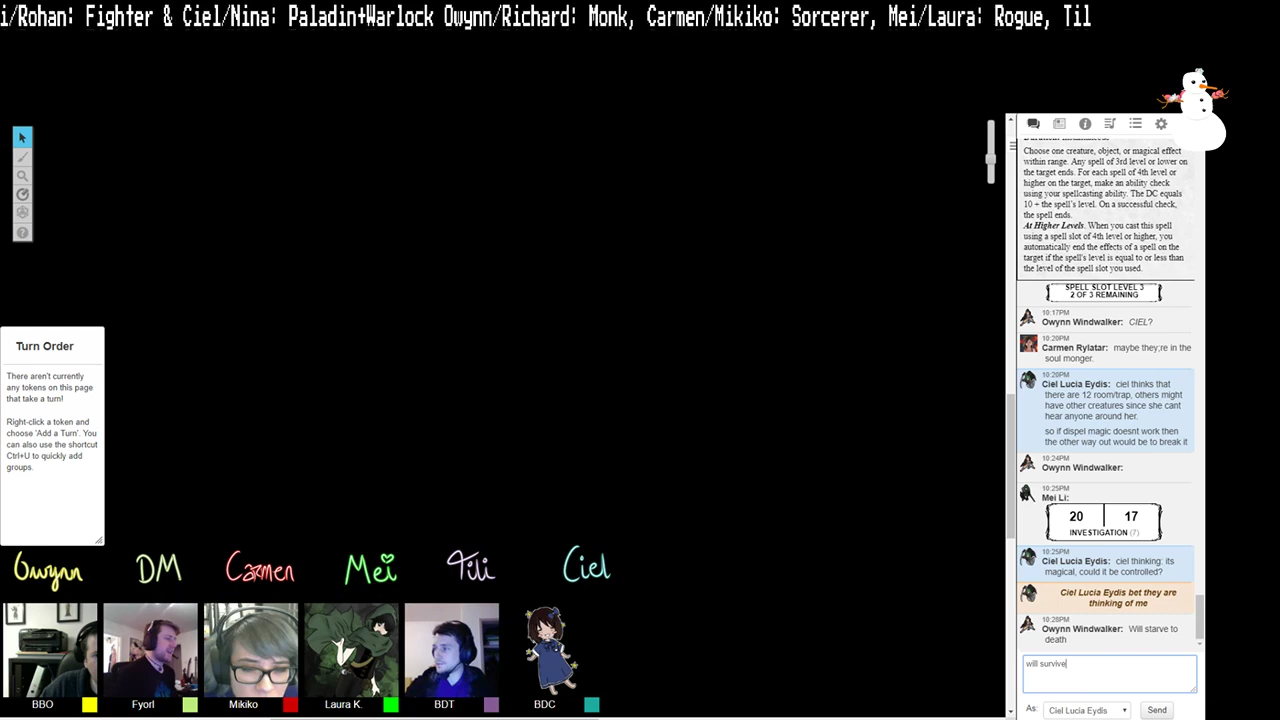 i/Rohan: Fighter & Ciel/Nina: Paladin+Warlock Owynn/Richard: Monk, Carmen/Mikiko: Sorcerer, Mei/Laura: Rogue, Til
Choose one creature, object, or magical effect
within range. Any spell of 3rd level or lower on
the target ends. For each spell of 4th level or
higher on the target, make an ability check
using your spellcasting ability. The DC equals
10 + the spell's level. On a successful check,
the spell ends.
At Higher Levels. When you cast this spell
using a spell slot of 4th level or higher, you
automatically end the effects of a spell on the
target if the spell's level is equal to or less than
the level of the spell slot you used.
SPELL SLOT LEVEL 3
2 OF 3 REMAINING
10:17PM
Owynn Windwalker: CIEL?
10:20PM
Carmen Rylatar: maybe they;re in the
soul monger.
10:20PM
Ciel Lucia Eydis: ciel thinks that
there are 12 room/trap, others might
have other creatures since she cant
hear anyone around her.
so if dispel magic doesnt work then
the other way out would be to break it
10:24PM
Owynn Windwalker:
10:25PM
Mei Li:
20 17
INVESTIGATION (7)
10:25PM
Ciel Lucia Eydis: ciel thinking: its
magical, could it be controlled?
Ciel Lucia Eydis bet they are
thinking of me
10:28PM
Owynn Windwalker: Will starve to
death
will survive
As: Ciel Lucia Eydis Send
Turn Order
There aren't currently
any tokens on this page
that take a turn!
Right-click a token and
choose 'Add a Turn'. You
can also use the shortcut
Ctrl+U to quickly add
groups.
Owynn DM Carmen Mei Tili Ciel
BBO Fyorl Mikiko Laura K. BDT BDC